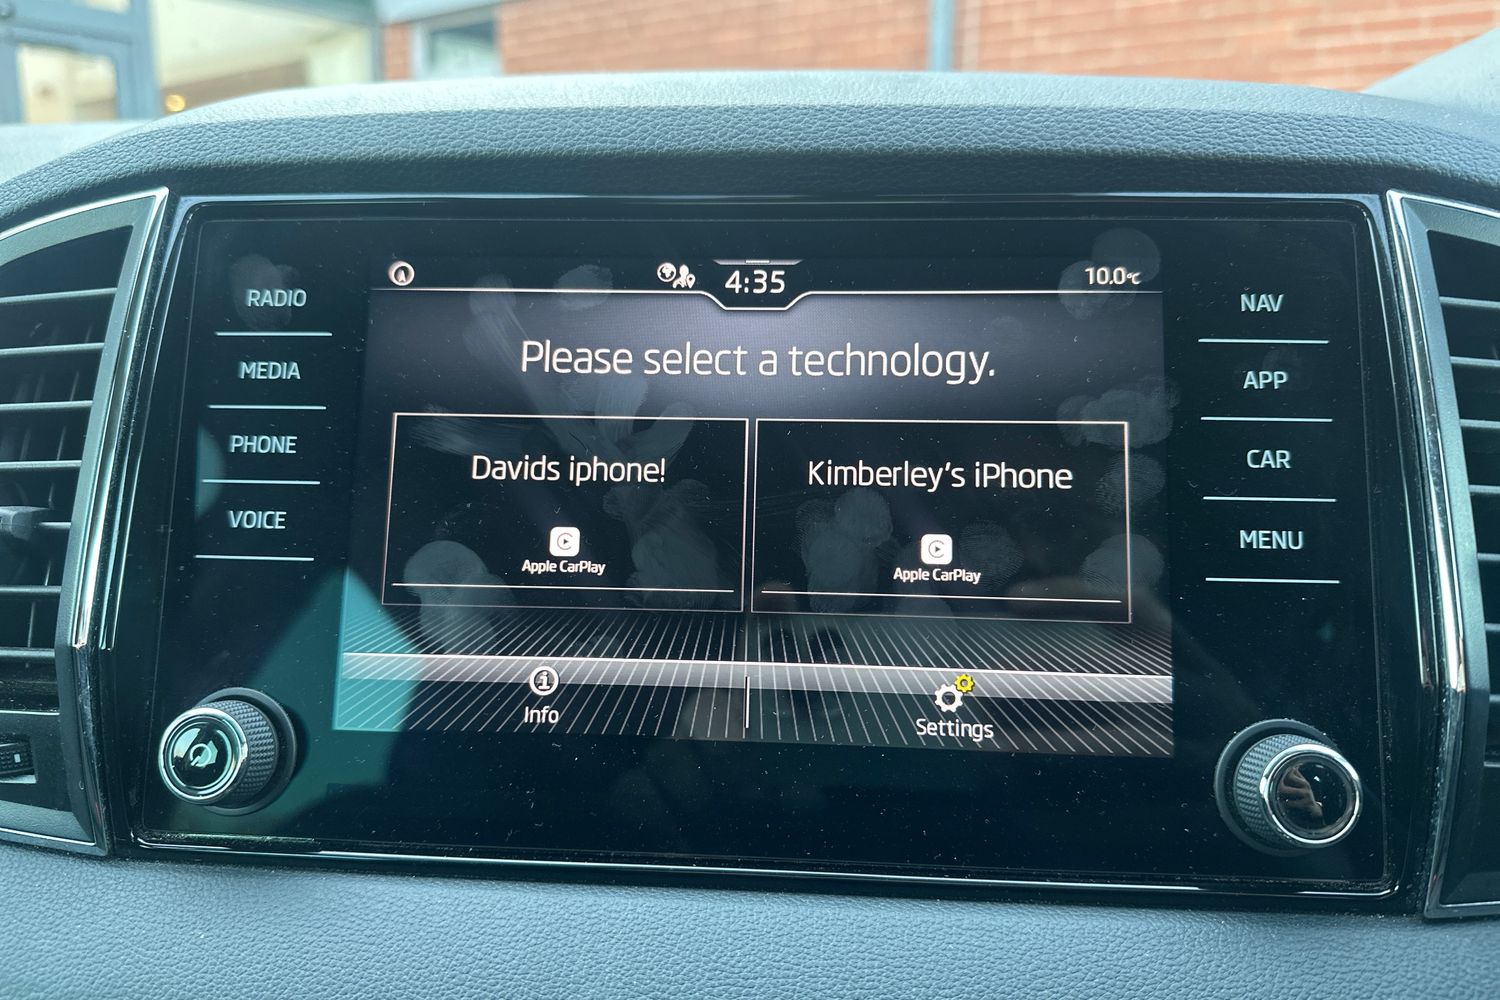 4:35
10.0°C
RADIO
MEDIA
PHONE
VOICE
Please select a technology.
Davids iphone!
Apple CarPlay
Kimberley's iPhone
Apple CarPlay
Info
Settings
NAV
APP
CAR
MENU